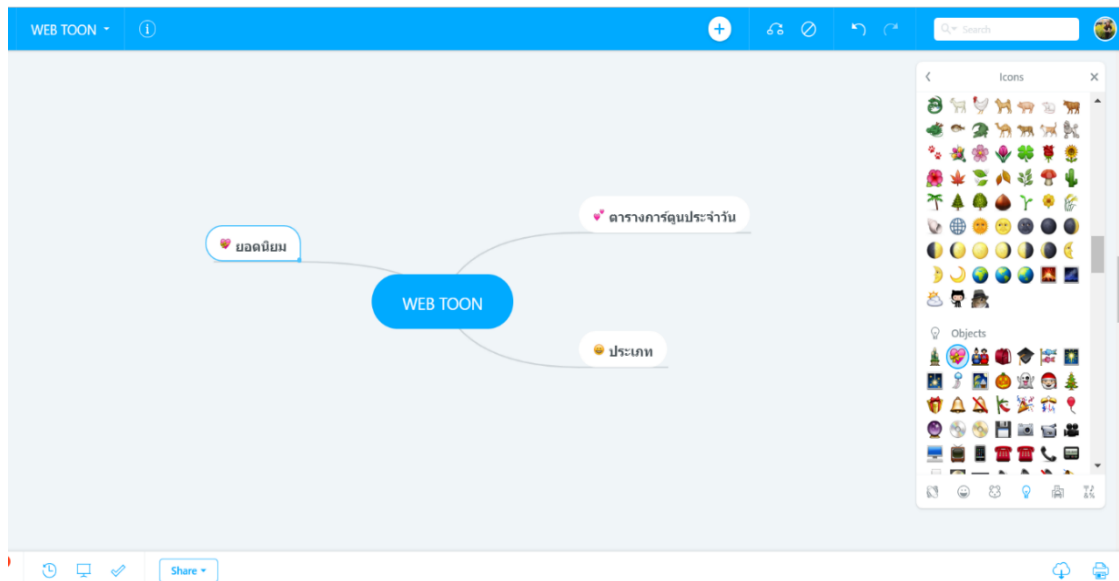 WEB TOON
Search
Icons
ตารางการ์ตูนประจำวัน
ยอดนิยม
WEB TOON
ประเภท
Objects
Share